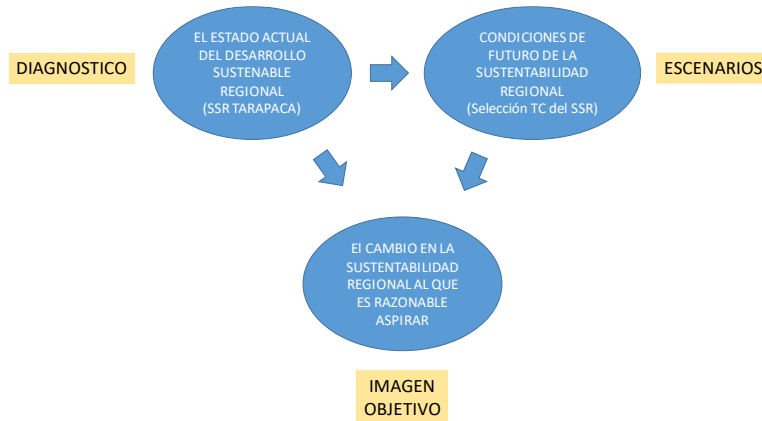 DIAGNOSTICO
EL ESTADO ACTUAL
DEL DESARROLLO
SUSTENABLE
REGIONAL
(SSR TARAPACA)
CONDICIONES DE
FUTURO DE LA
SUSTENTABILIDAD
REGIONAL
(Selección TC del SSR)
ESCENARIOS
El CAMBIO EN LA
SUSTENTABILIDAD
REGIONAL AL QUE
ES RAZONABLE
ASPIRAR
IMAGEN
OBJETIVO